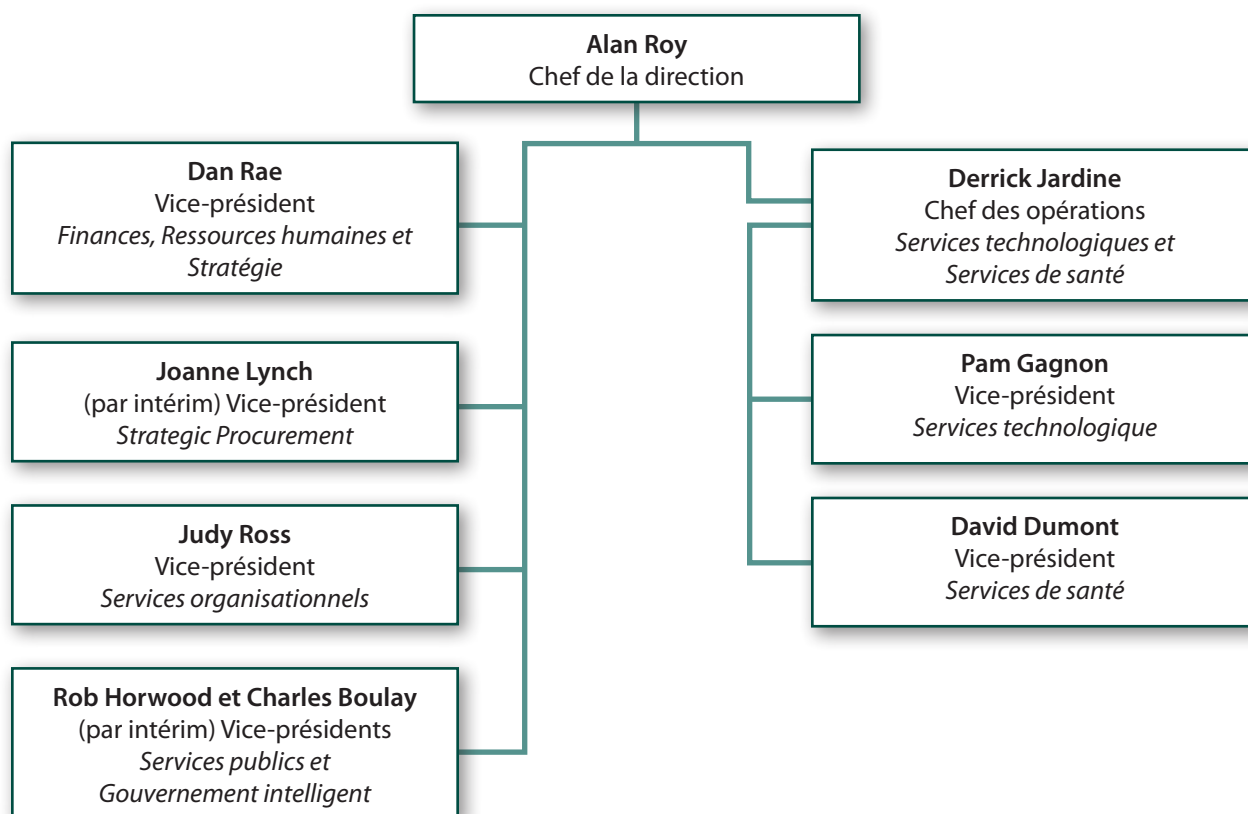 Alan Roy
Chef de la direction
Dan Rae
Vice-président
Finances, Ressources humaines et
Stratégie
Joanne Lynch
(par intérim) Vice-président
Strategic Procurement
Judy Ross
Vice-président
Services organisationnels
Rob Horwood et Charles Boulay
(par intérim) Vice-présidents
Services publics et
Gouvernement intelligent
Derrick Jardine
Chef des opérations
Services technologiques et
Services de santé
Pam Gagnon
Vice-président
Services technologique
David Dumont
Vice-président
Services de santé